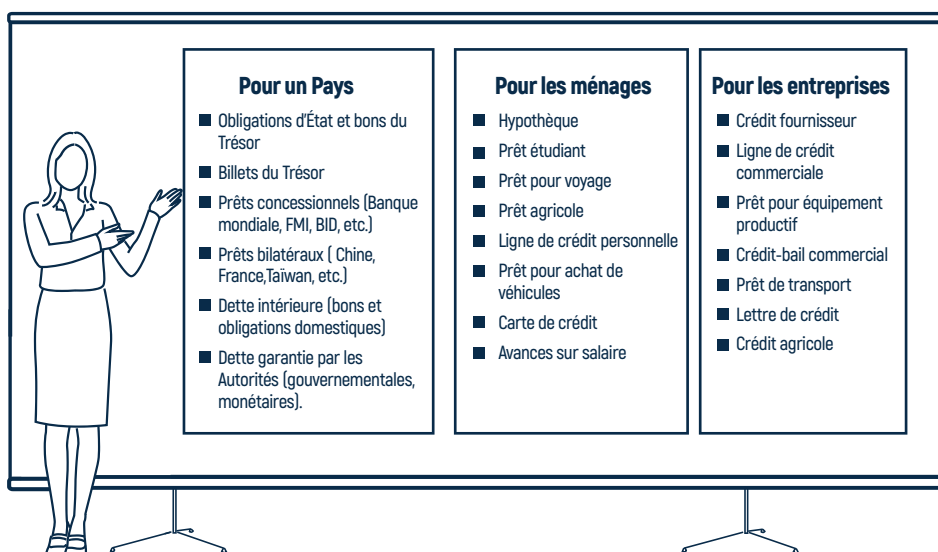 Pour un Pays
Obligations d'État et bons du
Trésor
Billets du Trésor
Prêts concessionnels (Banque
mondiale, FMI, BID, etc.)
Prêts bilatéraux ( Chine,
France,Taïwan, etc.)
Dette intérieure (bons et
obligations domestiques)
Dette garantie par les
Autorités (gouvernementales,
monétaires).
Pour les ménages
Hypothèque
Prêt étudiant
Prêt pour voyage
Prêt agricole
Ligne de crédit personnelle
Prêt pour achat de
véhicules
Carte de crédit
Avances sur salaire
Pour les entreprises
Crédit fournisseur
Ligne de crédit
commerciale
Prêt pour équipement
productif
Crédit-bail commercial
Prêt de transport
Lettre de crédit
Crédit agricole